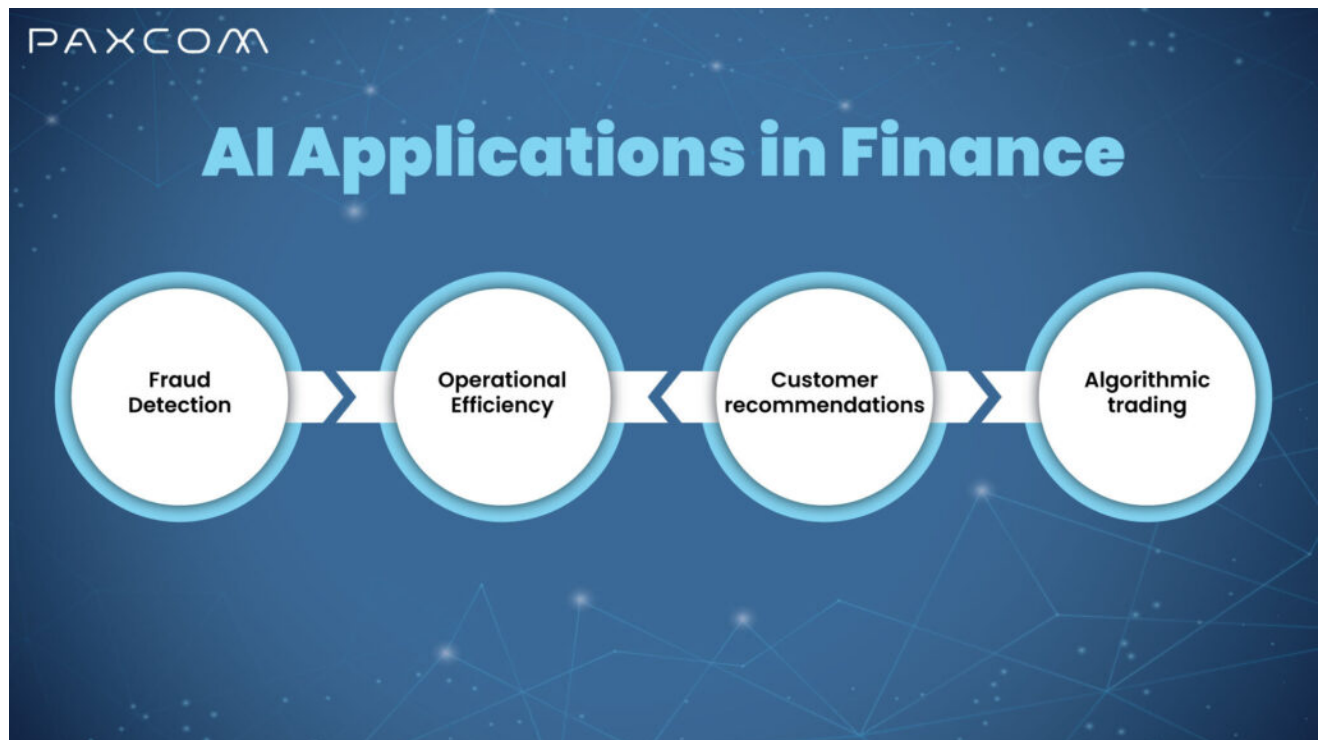 PAXCOM
AI Applications in Finance
Fraud
Detection
Operational
Efficiency
Customer
recommendations
Algorithmic
trading